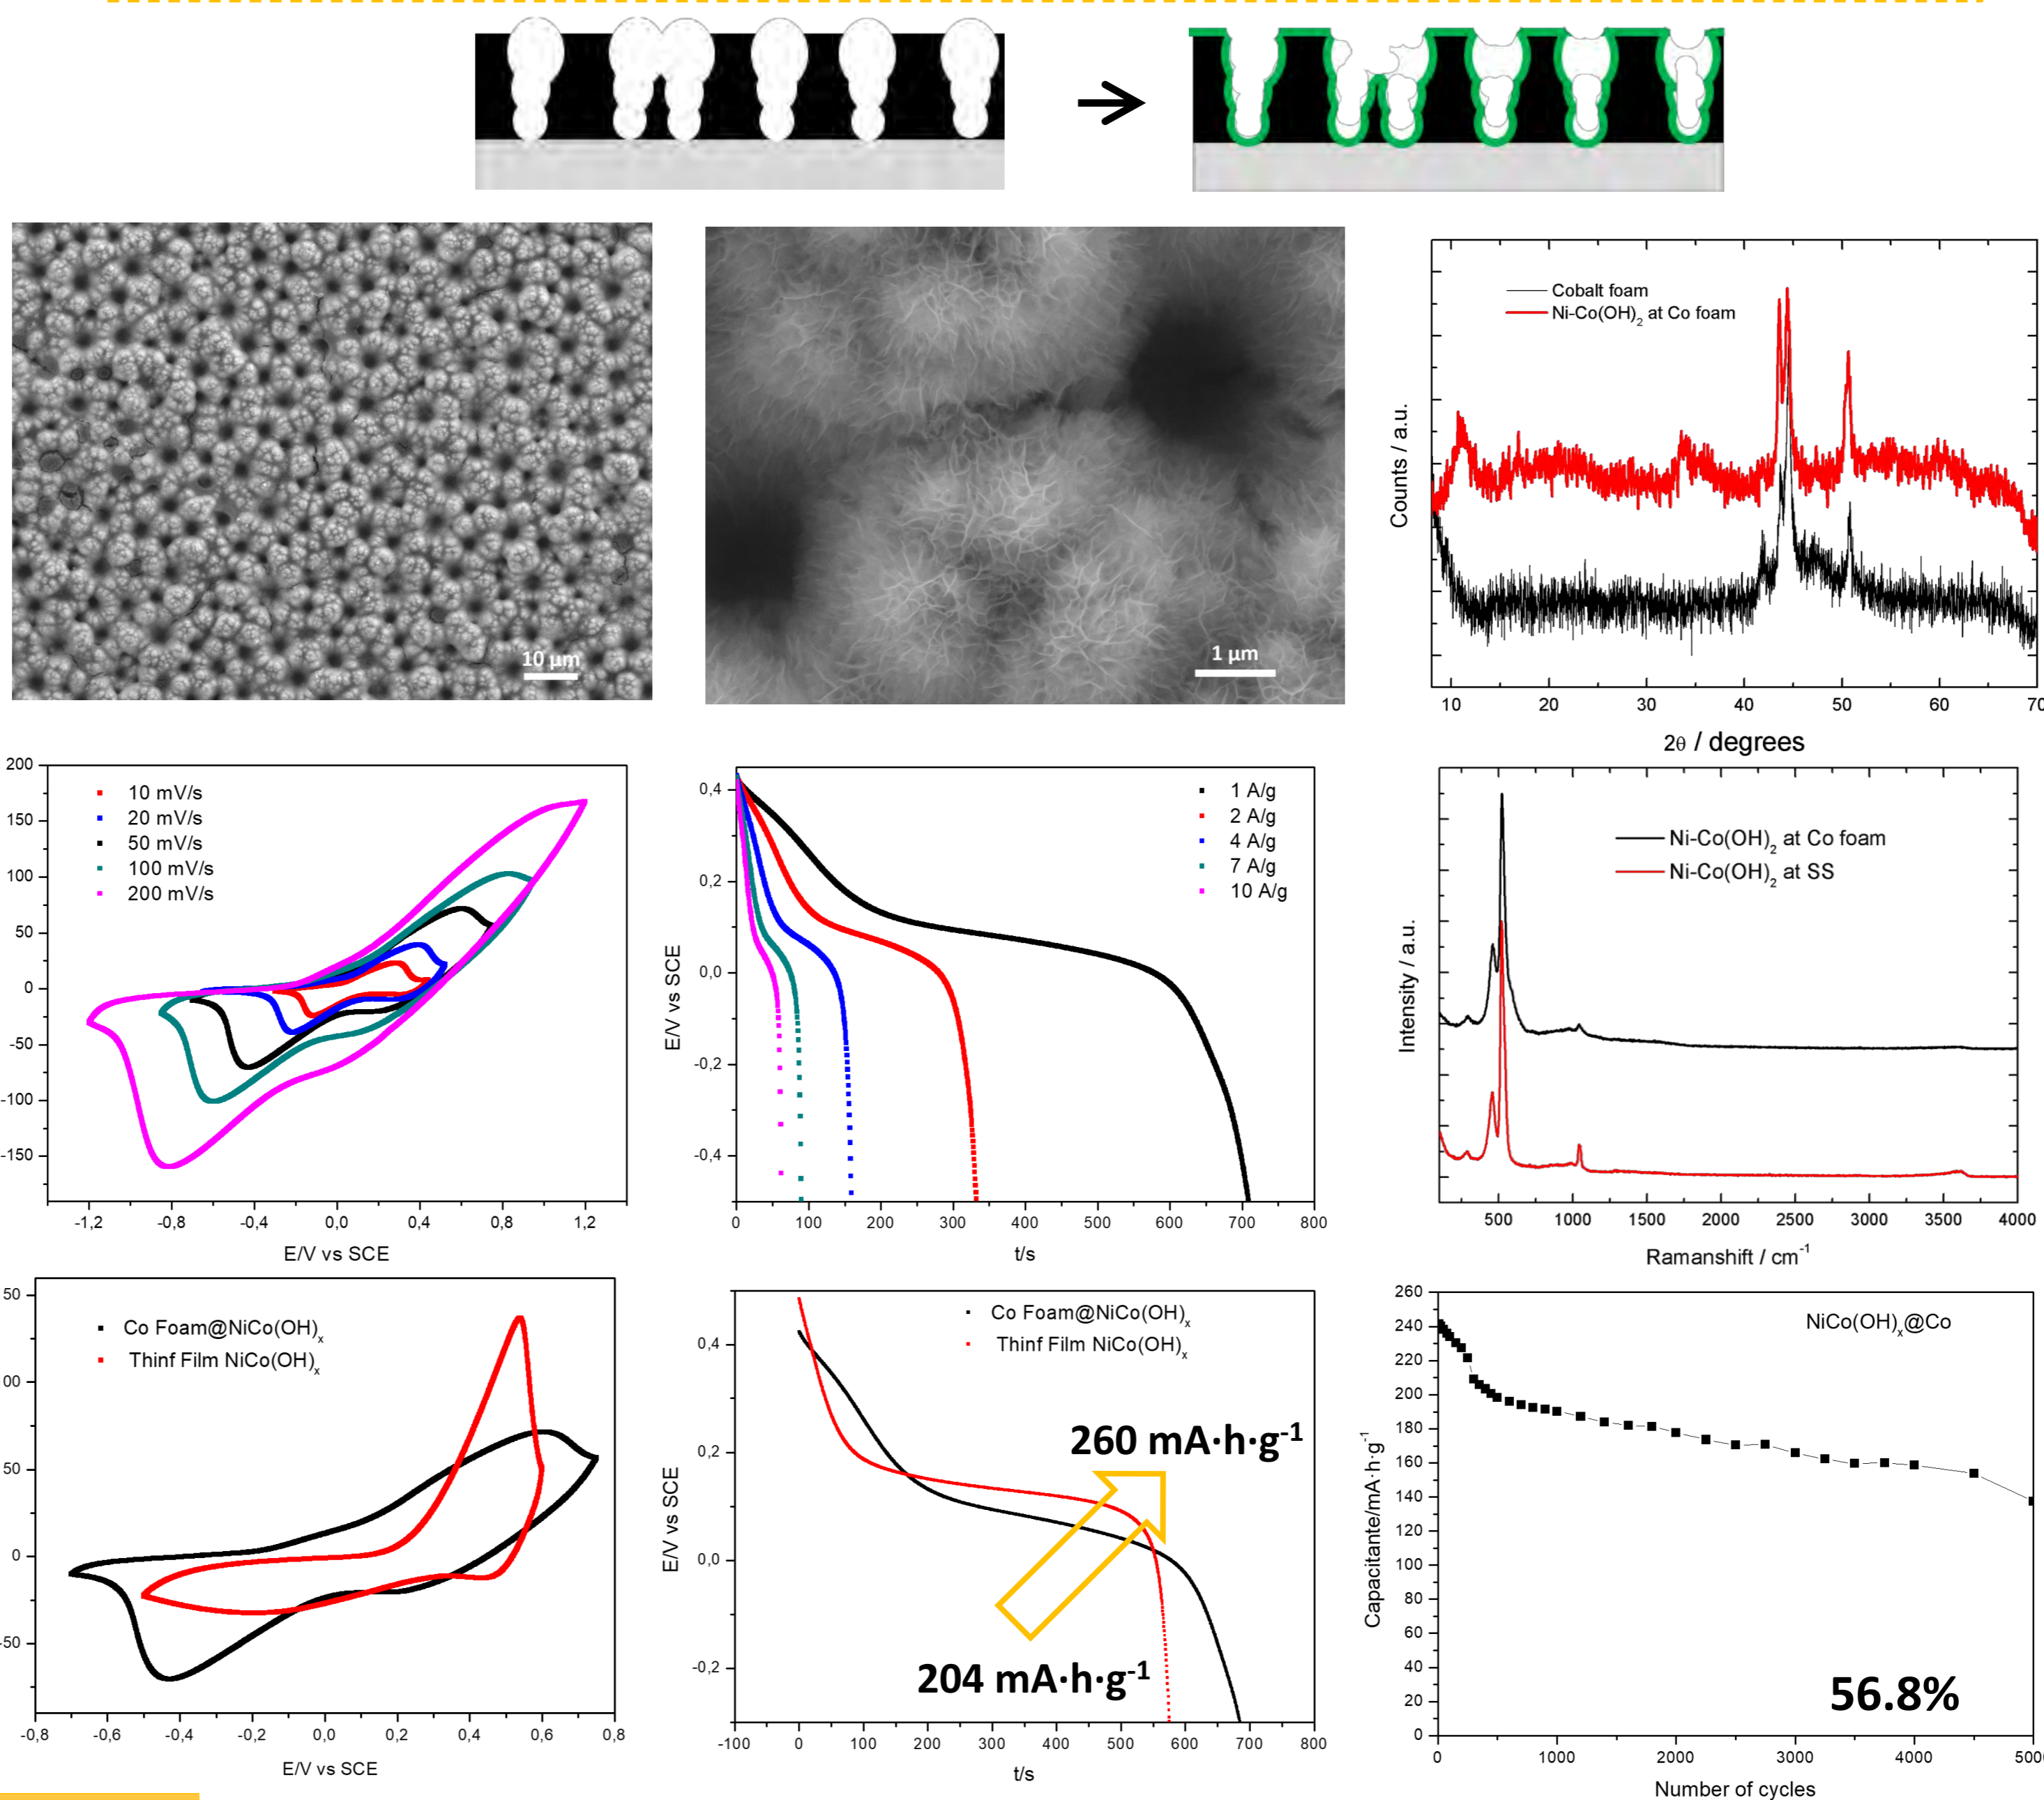 10 µm
1 µm
Cobalt foam
Ni-Co(OH)2 at Co foam
Counts / a.u.
10 20 30 40 50 60 70
2θ / degrees
200
150
100
50
0
-50
-100
-150
10 mV/s
20 mV/s
50 mV/s
100 mV/s
200 mV/s
-1,2 -0,8 -0,4 0,0 0,4 0,8 1,2
E/V vs SCE
0,4
0,2
0,0
-0,2
-0,4
E/V vs SCE
1 A/g
2 A/g
4 A/g
7 A/g
10 A/g
0 100 200 300 400 500 600 700 800
t/s
Ni-Co(OH)2 at Co foam
Ni-Co(OH)2 at SS
Intensity / a.u.
500 1000 1500 2000 2500 3000 3500 4000
Ramanshift / cm-1
50
00
50
0
-50
Co Foam@NiCo(OH)x
Thinf Film NiCo(OH)x
-0,8 -0,6 -0,4 -0,2 0,0 0,2 0,4 0,6 0,8
E/V vs SCE
0,4
0,2
0,0
-0,2
E/V vs SCE
Co Foam@NiCo(OH)x
Thinf Film NiCo(OH)x
260 mA·h·g-1
204 mA·h·g-1
-100 0 100 200 300 400 500 600 700 800
t/s
260
240
220
200
180
160
140
120
100
80
60
40
20
0
Capacitante/mA·h·g-1
NiCo(OH)x@Co
56.8%
0 1000 2000 3000 4000 500
Number of cycles